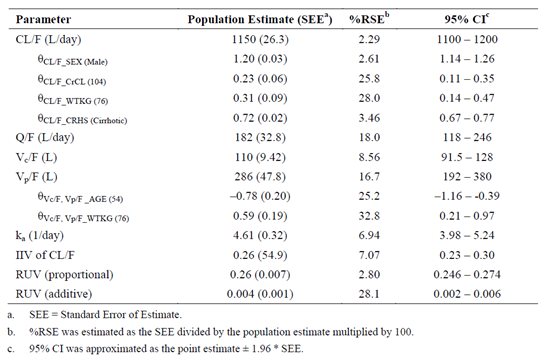 Parameter Population Estimate (SEEa) %RSEb 95% CIc
CL/F (L/day) 1150 (26.3) 2.29 1100 – 1200
θCL/F_SEX (Male) 1.20 (0.03) 2.61 1.14 – 1.26
θCL/F_CrCL (104) 0.23 (0.06) 25.8 0.11 – 0.35
θCL/F_WTKG (76) 0.31 (0.09) 28.0 0.14 – 0.47
θCL/F_CRHS (Cirrhotic) 0.72 (0.02) 3.46 0.67 – 0.77
Q/F (L/day) 182 (32.8) 18.0 118 – 246
Vc/F (L) 110 (9.42) 8.56 91.5 – 128
Vp/F (L) 286 (47.8) 16.7 192 – 380
θVc/F, Vp/F _AGE (54) –0.78 (0.20) 25.2 –1.16 – -0.39
θVc/F, Vp/F_WTKG (76) 0.59 (0.19) 32.8 0.21 – 0.97
ka (1/day) 4.61 (0.32) 6.94 3.98 – 5.24
IIV of CL/F 0.26 (54.9) 7.07 0.23 – 0.30
RUV (proportional) 0.26 (0.007) 2.80 0.246 – 0.274
RUV (additive) 0.004 (0.001) 28.1 0.002 – 0.006
a. SEE = Standard Error of Estimate.
b. %RSE was estimated as the SEE divided by the population estimate multiplied by 100.
c. 95% CI was approximated as the point estimate ± 1.96 * SEE.